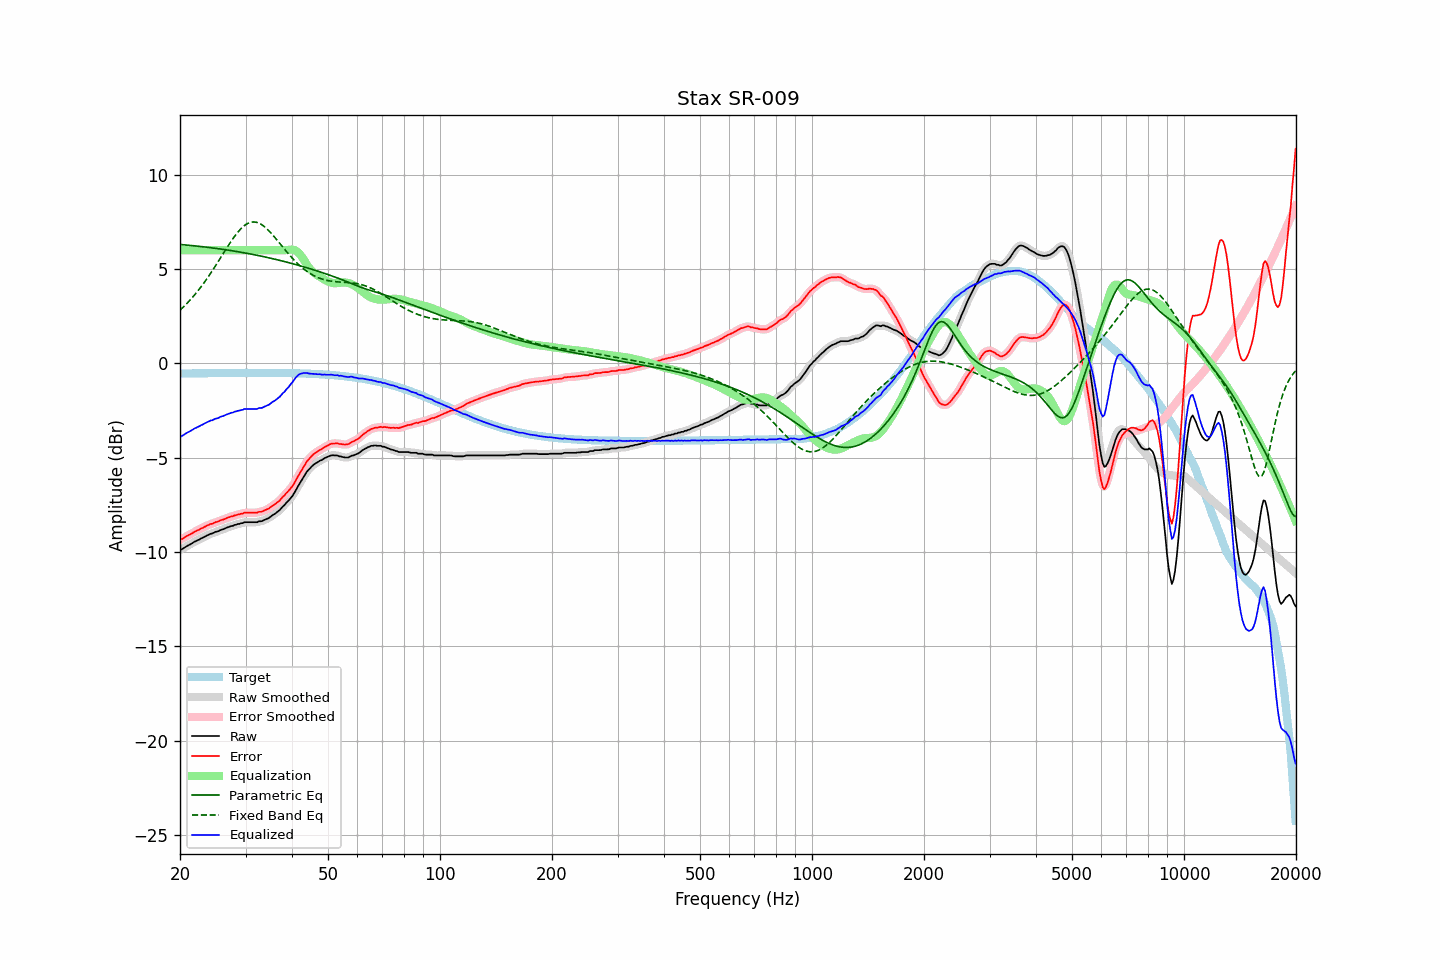 Stax SR-009
Amplitude (dBr)
10
5
0
−5
−10
−15
−20
−25
Target
Raw Smoothed
Error Smoothed
Raw
Error
Equalization
Parametric Eq
Fixed Band Eq
Equalized
20 50 100 200 500 1000 2000 5000 10000 20000
Frequency (Hz)